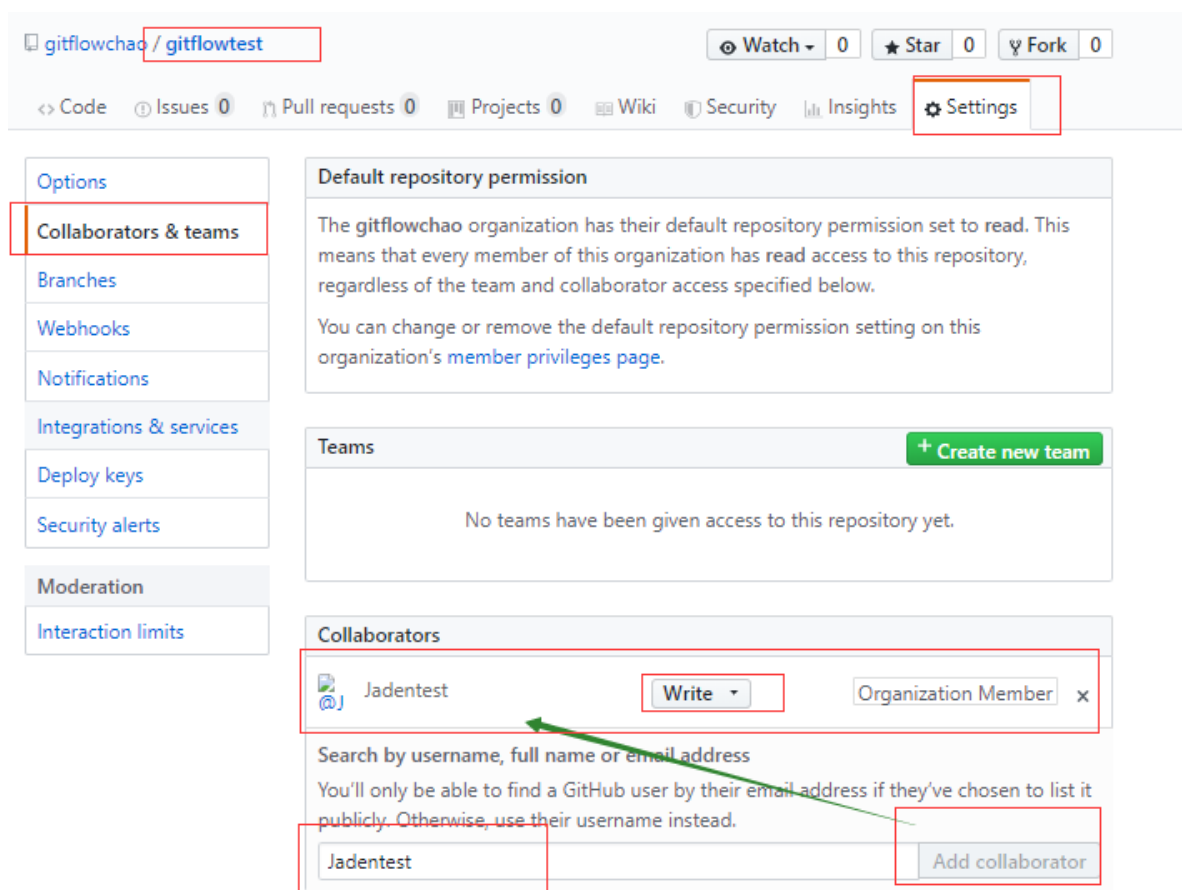 gitflowchao / gitflowtest
Watch 0 Star 0 Fork 0
Code Issues 0 Pull requests 0 Projects 0 Wiki Security Insights Settings
Options
Collaborators & teams
Branches
Webhooks
Notifications
Integrations & services
Deploy keys
Security alerts
Moderation
Interaction limits
Default repository permission
The gitflowchao organization has their default repository permission set to read. This
means that every member of this organization has read access to this repository,
regardless of the team and collaborator access specified below.
You can change or remove the default repository permission setting on this
organization's member privileges page.
Teams
+ Create new team
No teams have been given access to this repository yet.
Collaborators
@J Jadentest Write Organization Member ×
Search by username, full name or email address
You'll only be able to find a GitHub user by their email address if they've chosen to list it
publicly. Otherwise, use their username instead.
Jadentest
Add collaborator